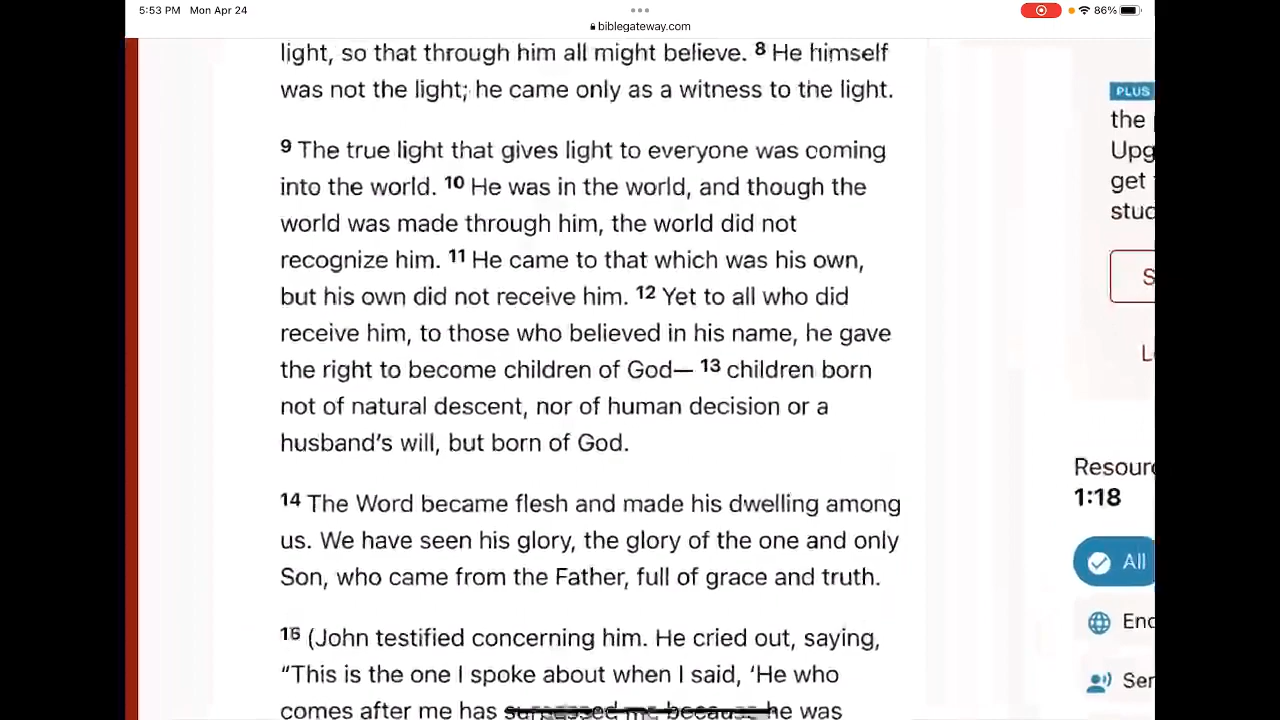 5:53 PM Mon Apr 24
86%
biblegateway.com
light, so that through him all might believe. 8 He himself
was not the light; he came only as a witness to the light.
9 The true light that gives light to everyone was coming
into the world. 10 He was in the world, and though the
world was made through him, the world did not
recognize him. 11 He came to that which was his own,
but his own did not receive him. 12 Yet to all who did
receive him, to those who believed in his name, he gave
the right to become children of God— 13 children born
not of natural descent, nor of human decision or a
husband’s will, but born of God.
14 The Word became flesh and made his dwelling among
us. We have seen his glory, the glory of the one and only
Son, who came from the Father, full of grace and truth.
(John testified concerning him. He cried out, saying,
“This is the one I spoke about when I said, ‘He who
comes after me has surpassed me because he was
PLUS
the
Upg
get
stud
S
L
Resourc
1:18
All
Enc
Ser